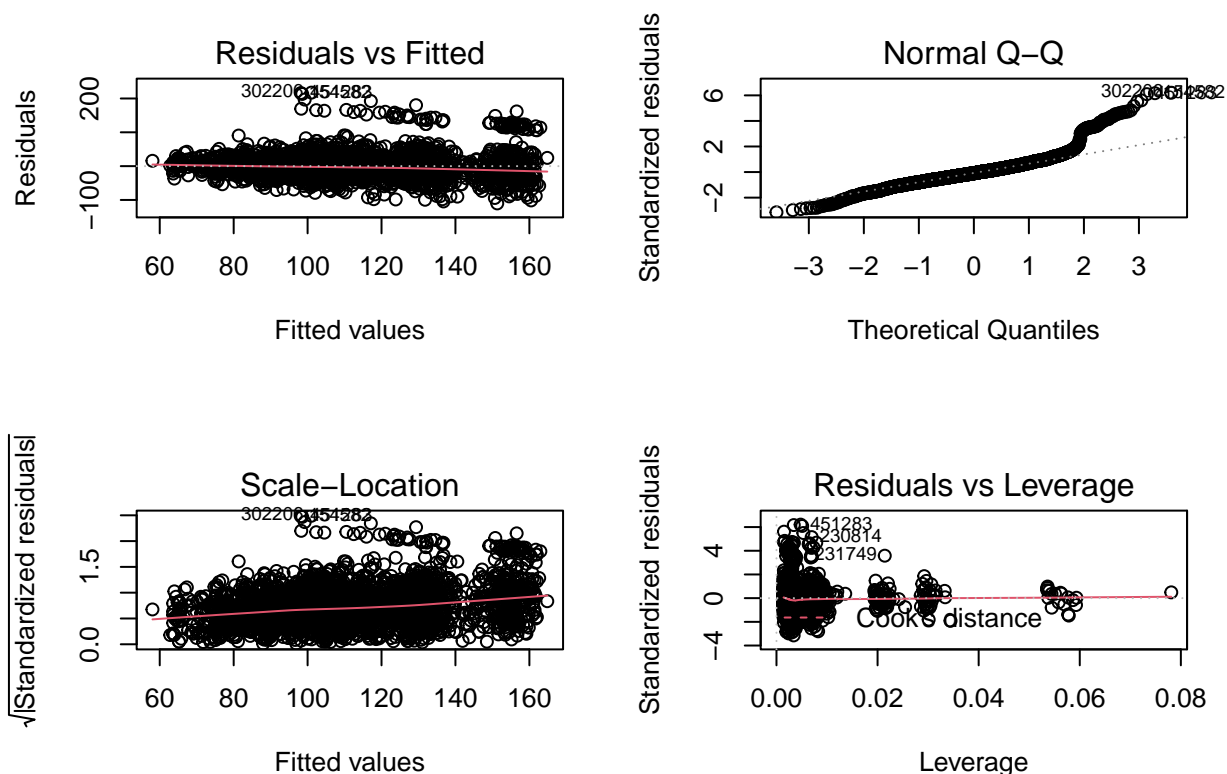 Residuals vs Fitted
Residuals
200
−100
60 80 100 120 140 160
Fitted values
Normal Q−Q
Standardized residuals
6
2
−2
−3 −2 −1 0 1 2 3
Theoretical Quantiles
Scale−Location
√|Standardized residuals|
1.5
0.0
60 80 100 120 140 160
Fitted values
Residuals vs Leverage
Standardized residuals
4
0
−4
451283
230814
231749
Cook's distance
0.00 0.02 0.04 0.06 0.08
Leverage